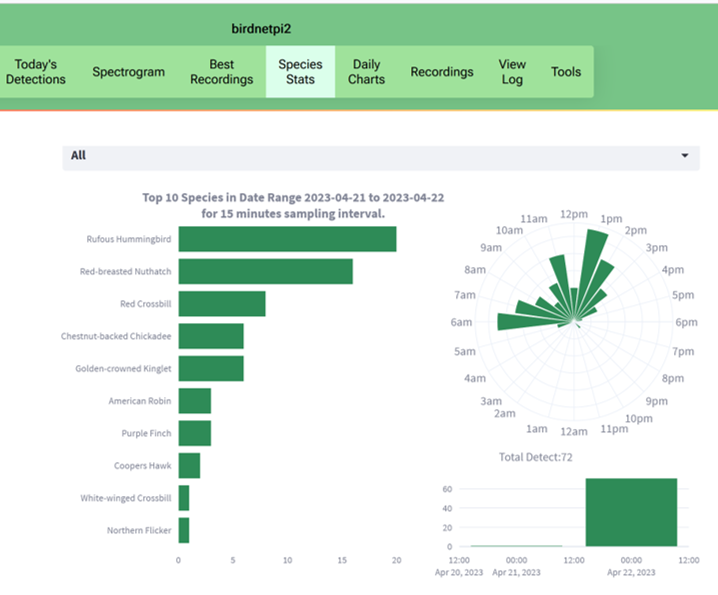 birdnetpi2
Today's
Detections
Spectrogram
Best
Recordings
Species
Stats
Daily
Charts
Recordings
View
Log
Tools
All
Top 10 Species in Date Range 2023-04-21 to 2023-04-22
for 15 minutes sampling interval.
Rufous Hummingbird
Red-breasted Nuthatch
Red Crossbill
Chestnut-backed Chickadee
Golden-crowned Kinglet
American Robin
Purple Finch
Coopers Hawk
White-winged Crossbill
Northern Flicker
0 5 10 15 20
12pm
1pm
2pm
3pm
4pm
5pm
6pm
7pm
8pm
9pm
10pm
11pm
12am
1am
2am
3am
4am
5am
6am
7am
8am
9am
10am
11am
Total Detect:72
60
40
20
0
12:00 00:00 12:00 00:00 12:00
Apr 20, 2023 Apr 21, 2023 Apr 22, 2023